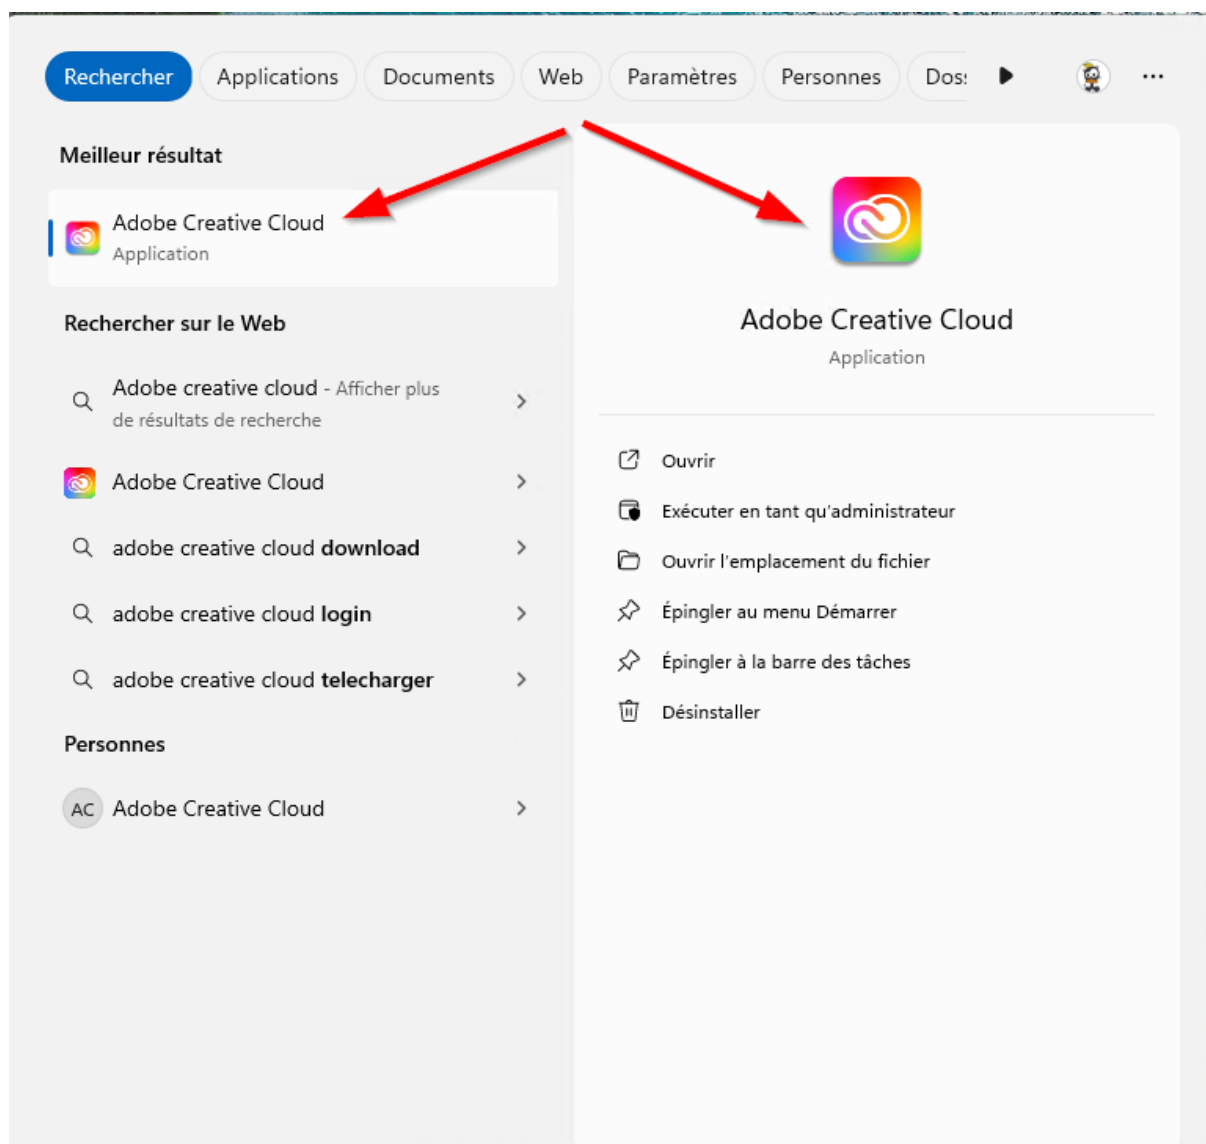 Rechercher
Applications
Documents
Web
Paramètres
Personnes
Meilleur résultat
Adobe Creative Cloud
Application
Rechercher sur le Web
Adobe creative cloud - Afficher plus
de résultats de recherche
Adobe Creative Cloud
adobe creative cloud download
adobe creative cloud login
adobe creative cloud telecharger
Personnes
AC Adobe Creative Cloud
Adobe Creative Cloud
Application
Ouvrir
Exécuter en tant qu'administrateur
Ouvrir l'emplacement du fichier
Épingler au menu Démarrer
Épingler à la barre des tâches
Désinstaller